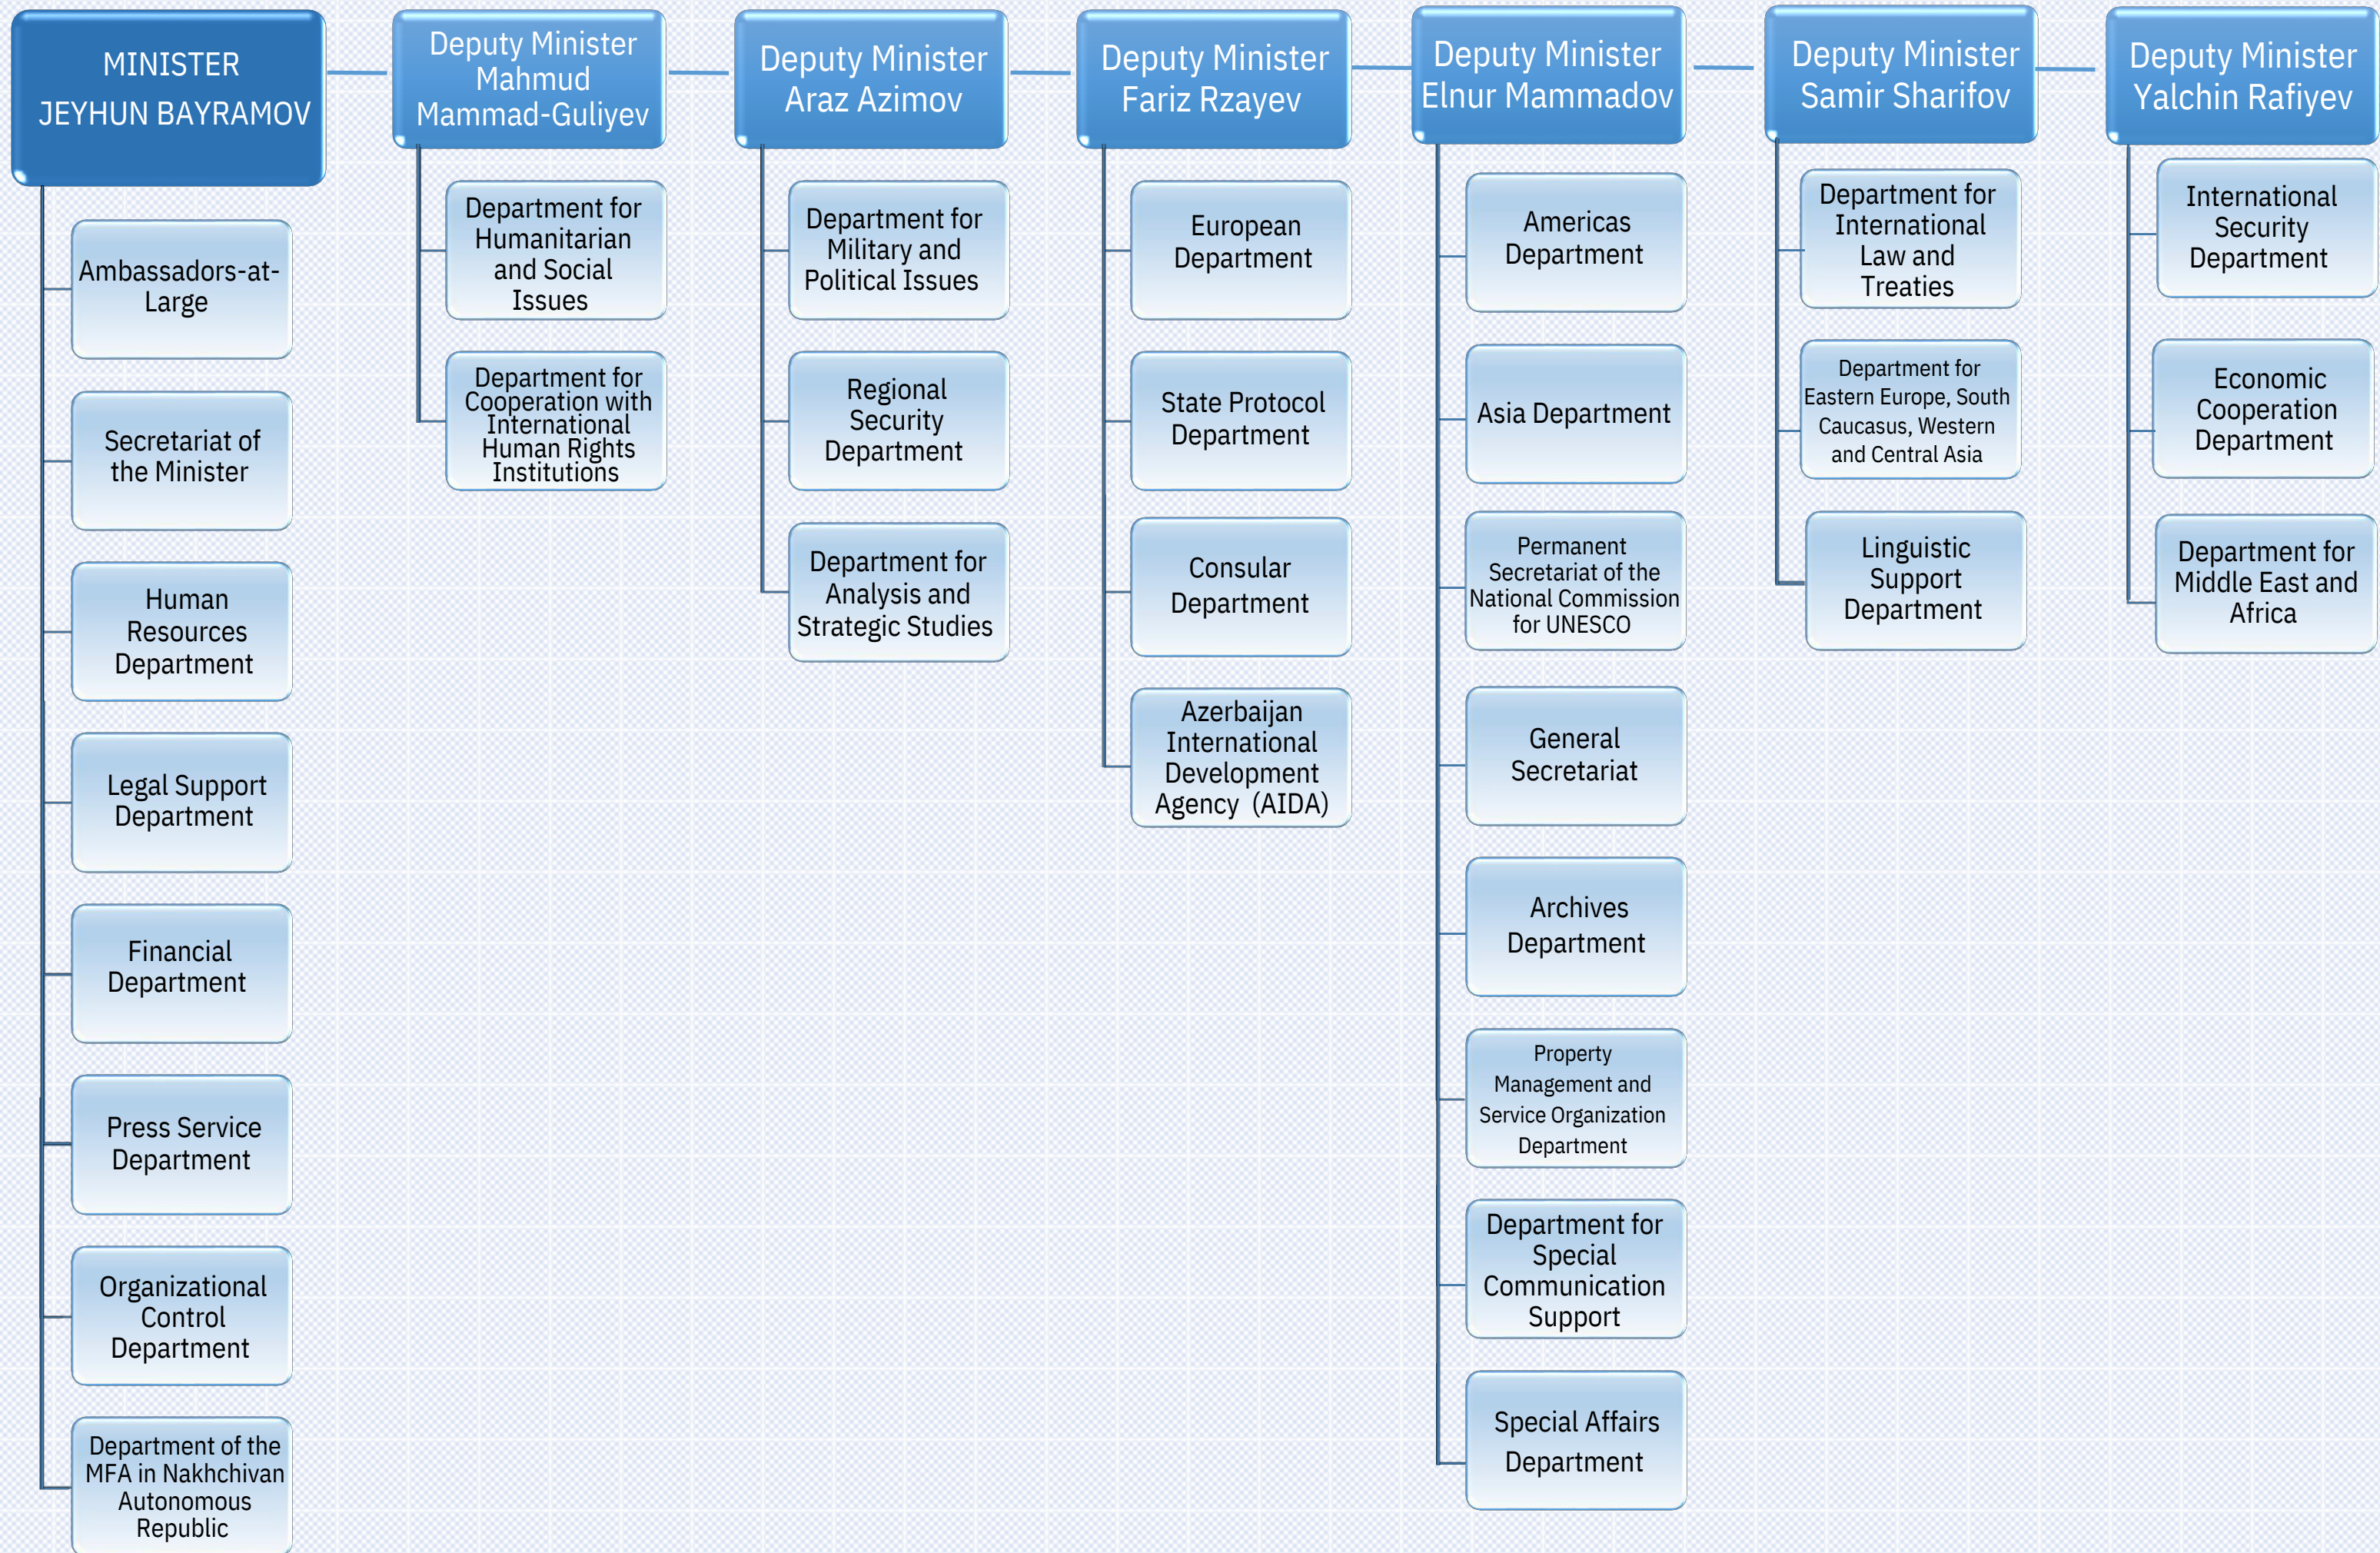 MINISTER
JEYHUN BAYRAMOV
Ambassadors-at-
Large
Secretariat of
the Minister
Human
Resources
Department
Legal Support
Department
Financial
Department
Press Service
Department
Organizational
Control
Department
Department of the
MFA in Nakhchivan
Autonomous
Republic
Deputy Minister
Mahmud
Mammad-Guliyev
Department for
Humanitarian
and Social
Issues
Department for
Cooperation with
International
Human Rights
Institutions
Deputy Minister
Araz Azimov
Department for
Military and
Political Issues
Regional
Security
Department
Department for
Analysis and
Strategic Studies
Deputy Minister
Fariz Rzayev
European
Department
State Protocol
Department
Consular
Department
Azerbaijan
International
Development
Agency (AIDA)
Deputy Minister
Elnur Mammadov
Americas
Department
Asia Department
Permanent
Secretariat of the
National Commission
for UNESCO
General
Secretariat
Archives
Department
Property
Management and
Service Organization
Department
Department for
Special
Communication
Support
Special Affairs
Department
Deputy Minister
Samir Sharifov
Department for
International
Law and
Treaties
Department for
Eastern Europe, South
Caucasus, Western
and Central Asia
Linguistic
Support
Department
Deputy Minister
Yalchin Rafiyev
International
Security
Department
Economic
Cooperation
Department
Department for
Middle East and
Africa